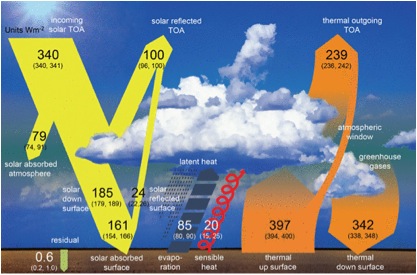 Units Wm-2
incoming
solar TOA
340
(340, 341)
solar reflected
TOA
100
(96, 100)
thermal outgoing
TOA
239
(236, 242)
79
(74, 91)
solar absorbed
atmosphere
atmospheric
window
greenhouse
gases
latent heat
solar
down
surface
185
(179, 189)
24
(22,26)
solar
reflected
surface
161
(154, 166)
85
(80, 90)
20
(15, 25)
397
(394, 400)
342
(338, 348)
0.6
(0.2, 1.0)
residual
solar absorbed
surface
evapo-
ration
sensible
heat
thermal
up surface
thermal
down surface